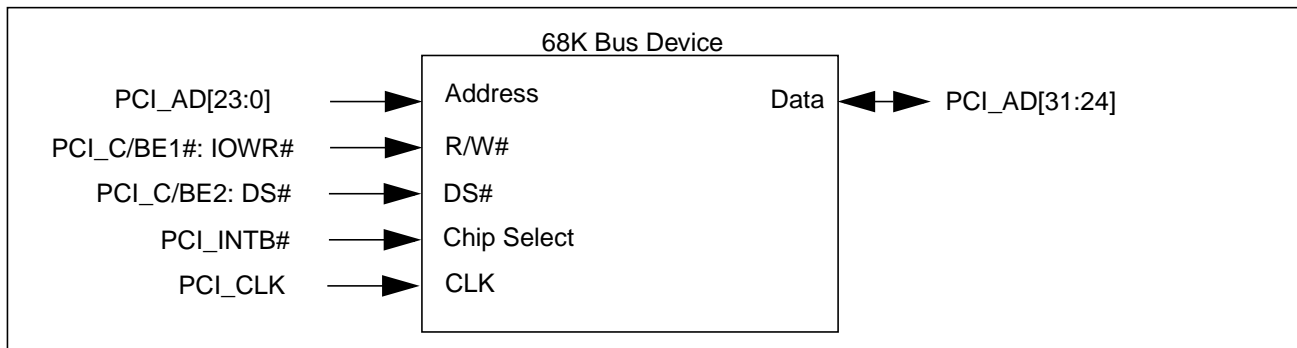 68K Bus Device
PCI_AD[23:0] Address Data PCI_AD[31:24]
PCI_C/BE1#: IOWR# R/W#
PCI_C/BE2: DS# DS#
PCI_INTB# Chip Select
PCI_CLK CLK